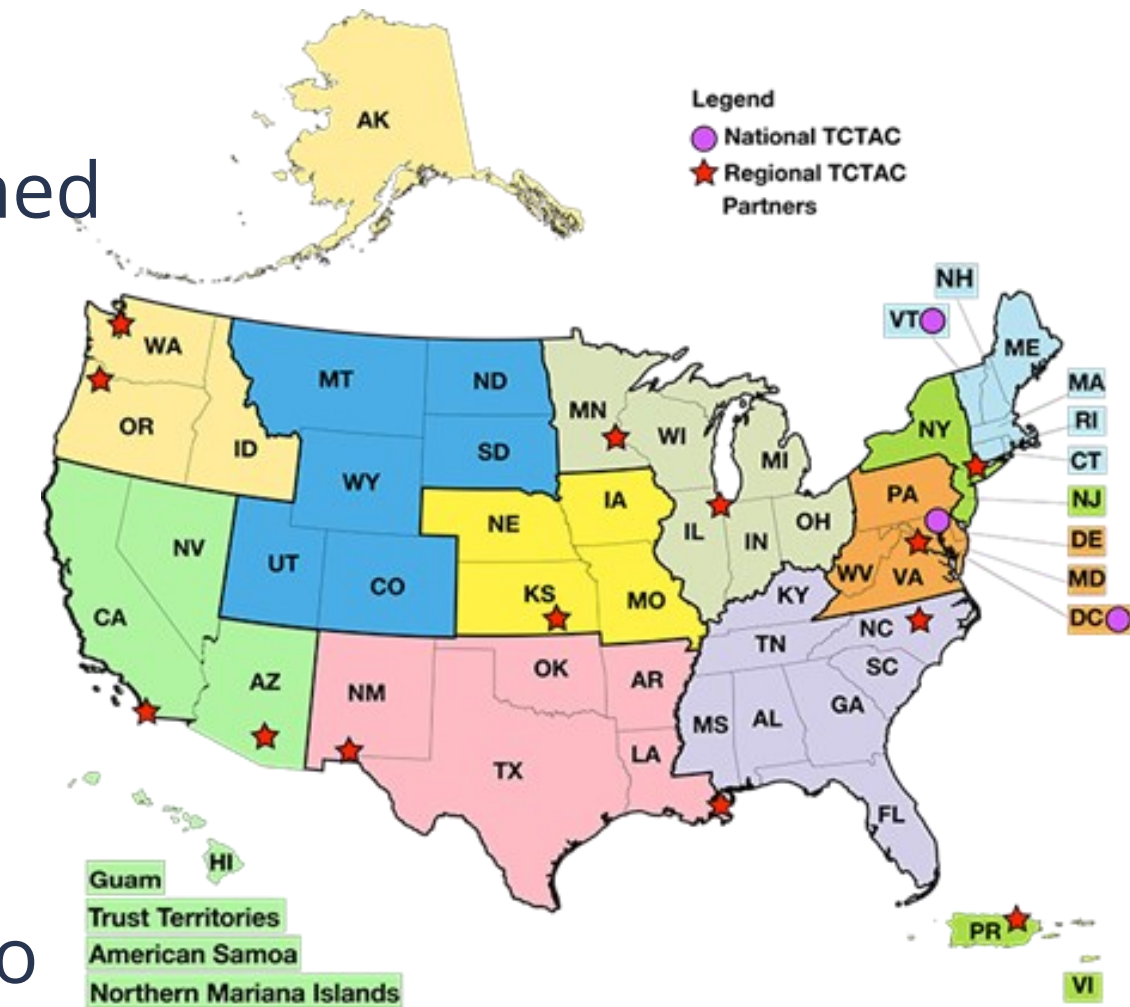 AK
Legend
National TCTAC
Regional TCTAC
Partners
ned
NH
VT
ME
WA
MT
ND
MN
MA
OR
ID
SD
WI
MI
NY
RI
CT
WY
NE
IA
PA
NJ
NV
UT
CO
KS
MO
IL
IN
OH
WV
VA
DE
MD
DC
CA
KY
TN
NC
SC
AZ
NM
OK
AR
MS
AL
GA
TX
LA
FL
HI
Guam
Trust Territories
American Samoa
Northern Mariana Islands
o
PR
VI